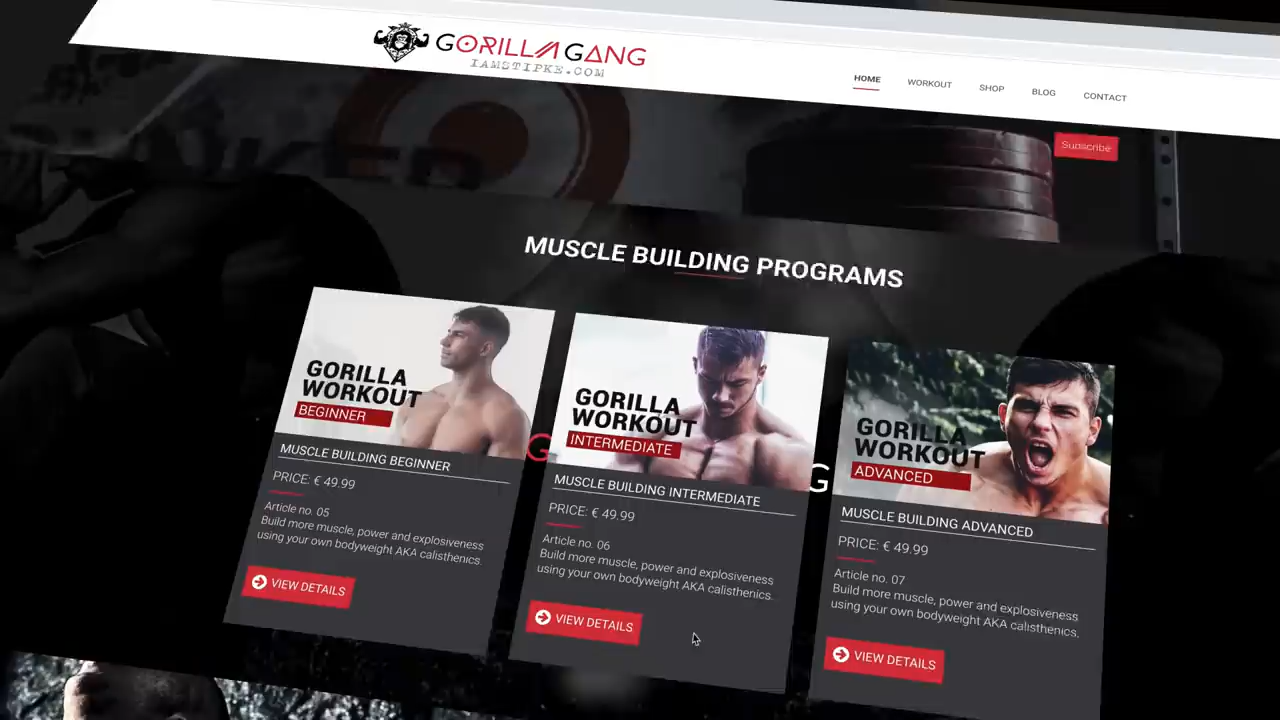 GORILLA GANG
IAMSTIPKE.COM
HOME
WORKOUT
SHOP
BLOG
CONTACT
Subscribe
MUSCLE BUILDING PROGRAMS
GORILLA
WORKOUT
BEGINNER
MUSCLE BUILDING BEGINNER
PRICE: € 49.99
Article no. 05
Build more muscle, power and explosiveness
using your own bodyweight AKA calisthenics.
VIEW DETAILS
GORILLA
WORKOUT
INTERMEDIATE
MUSCLE BUILDING INTERMEDIATE
PRICE: € 49.99
Article no. 06
Build more muscle, power and explosiveness
using your own bodyweight AKA calisthenics.
VIEW DETAILS
GORILLA
WORKOUT
ADVANCED
MUSCLE BUILDING ADVANCED
PRICE: € 49.99
Article no. 07
Build more muscle, power and explosiveness
using your own bodyweight AKA calisthenics.
VIEW DETAILS
G
G